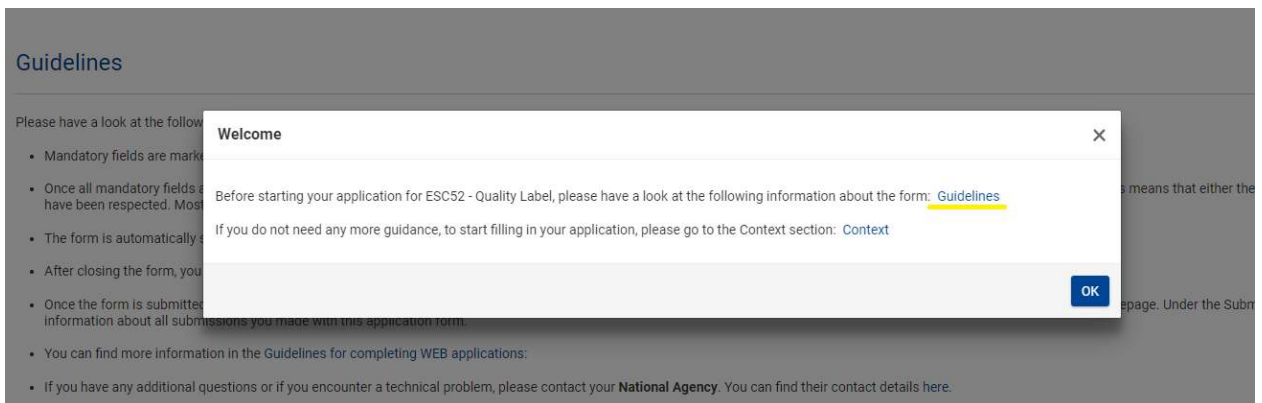 Guidelines
Please have a look at the follow
Welcome
• Mandatory fields are marke
Before starting your application for ESC52 - Quality Label, please have a look at the following information about the form: Guidelines
• Once all mandatory fields a
s means that either the
have been respected. Most
If you do not need any more guidance, to start filling in your application, please go to the Context section: Context
• The form is automatically s
• After closing the form, you
OK
• Once the form is submitted
epage. Under the Subm
information about all submissions you made with this application form.
• You can find more information in the Guidelines for completing WEB applications:
• If you have any additional questions or if you encounter a technical problem, please contact your National Agency. You can find their contact details here.